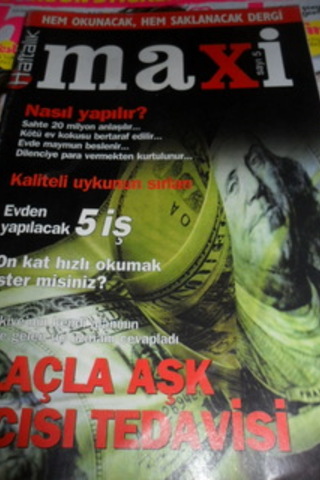 HEM OKUNACAK, HEM SAKLANACAK DERGİ
Haftalık
maxi
sayı 5
Nasıl yapılır?
Sahte 20 milyon anlaşılır...
Kötü ev kokusu bertaraf edilir...
Evde maymun beslenir...
Dilenciye para vermekten kurtulunur...
Kaliteli uykunun sırları
Evden
yapılacak 5 iş
On kat hızlı okumak
ister misiniz?
cevapladı
AÇLA AŞK
CISI TEDAVİSİ